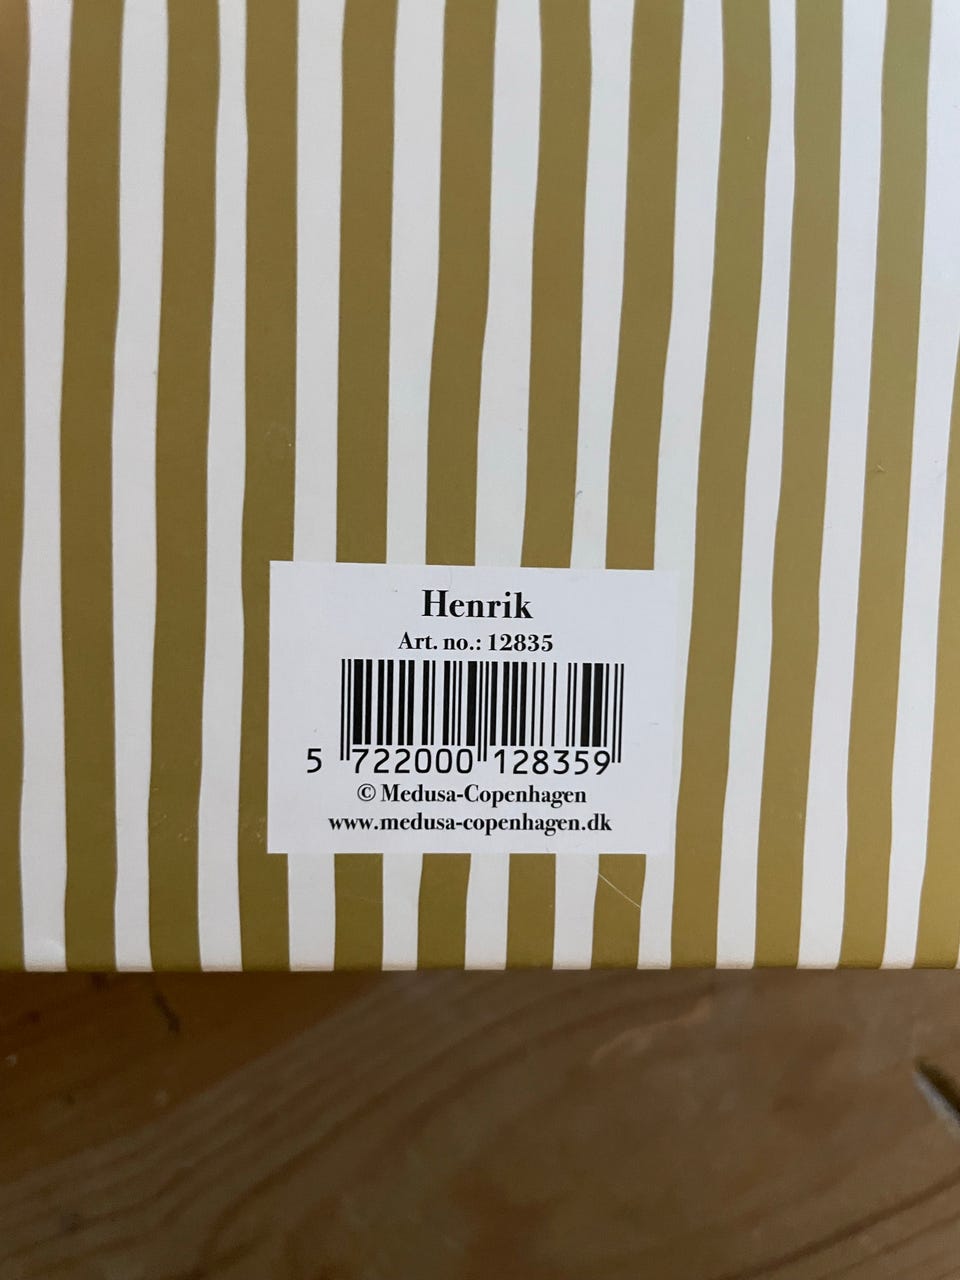 Henrik
Art. no.: 12835
5 722000 128359
© Medusa-Copenhagen
www.medusa-copenhagen.dk